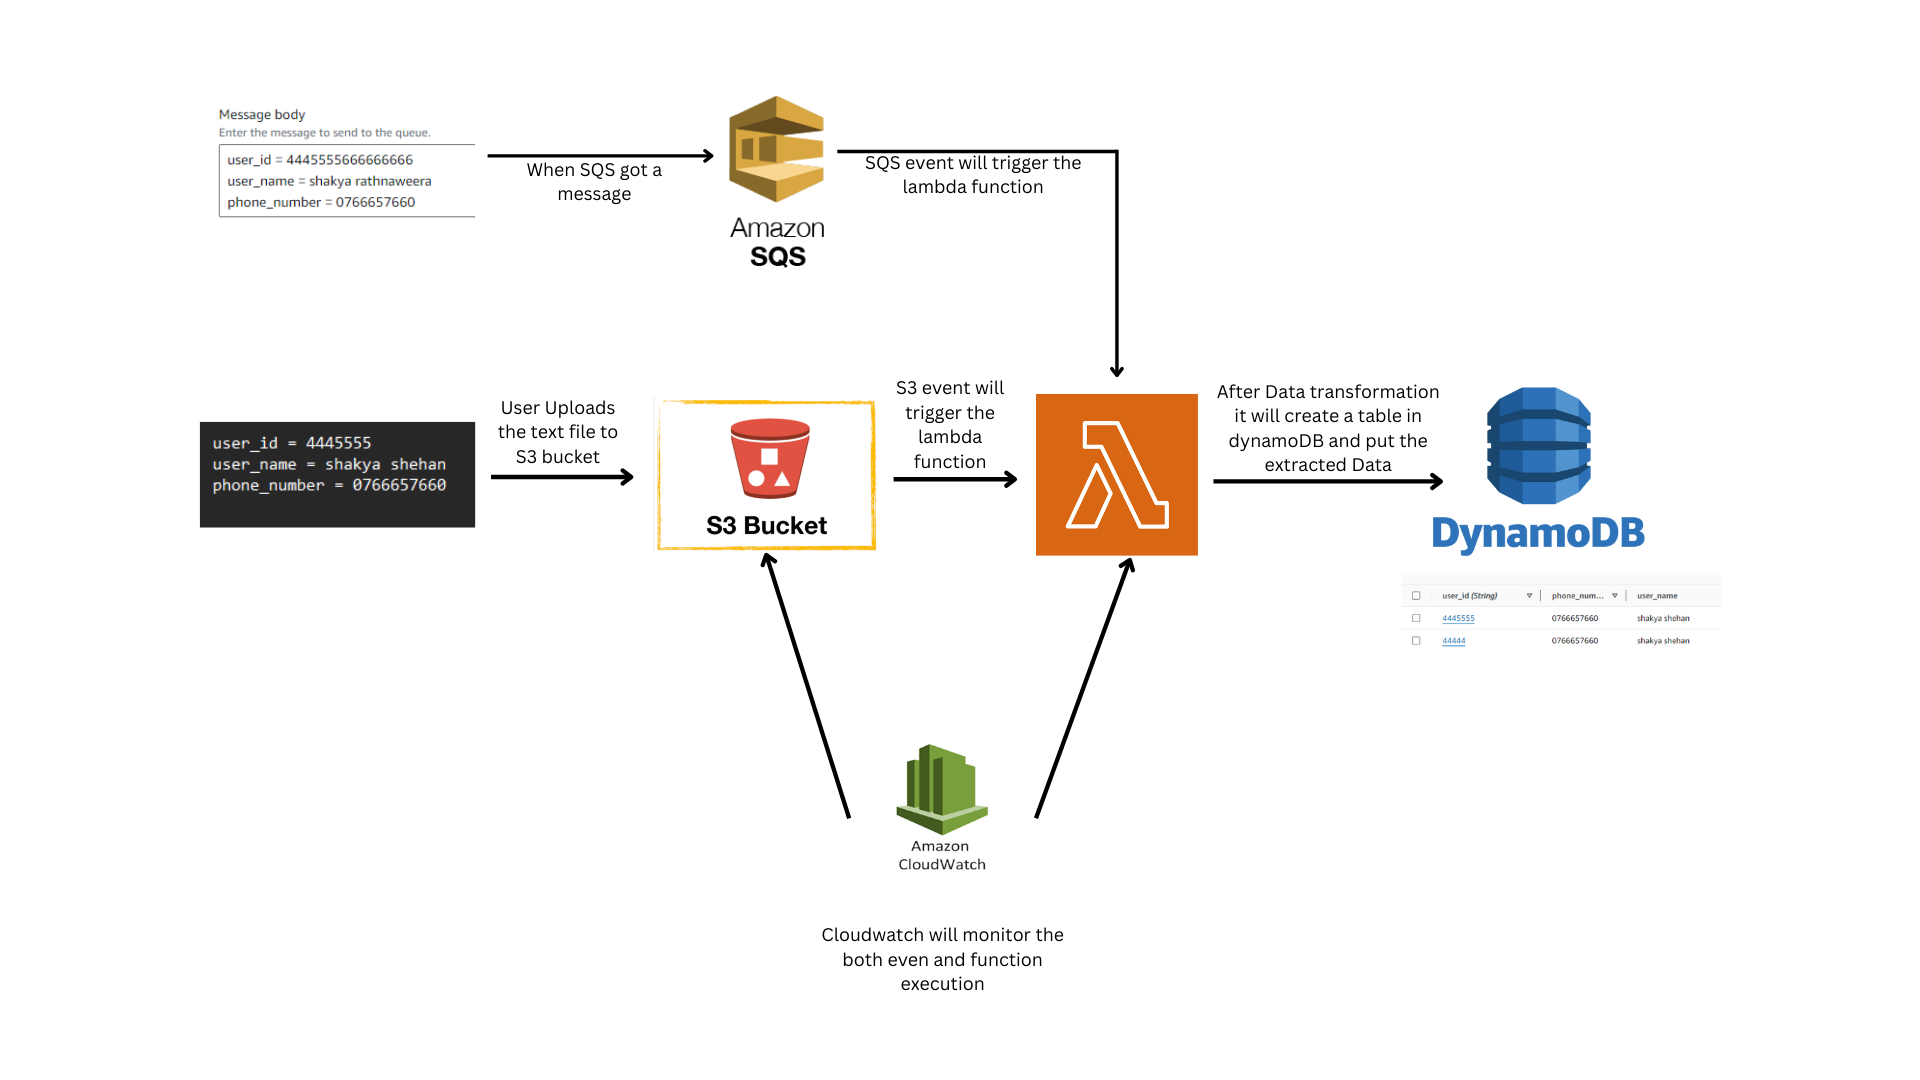 Message body
Enter the message to send to the queue.
user_id = 4445555666666666
user_name = shakya rathnaweera
phone_number = 0766657660
When SQS got a
message
Amazon
SQS
SQS event will trigger the
lambda function
user_id = 4445555
user_name = shakya shehan
phone_number = 0766657660
User Uploads
the text file to
S3 bucket
S3 Bucket
S3 event will
trigger the
lambda
function
After Data transformation
it will create a table in
dynamoDB and put the
extracted Data
DynamoDB
user_id (String) phone_num... user_name
4445555 0766657660 shakya shehan
44444 0766657660 shakya shehan
Amazon
CloudWatch
Cloudwatch will monitor the
both even and function
execution